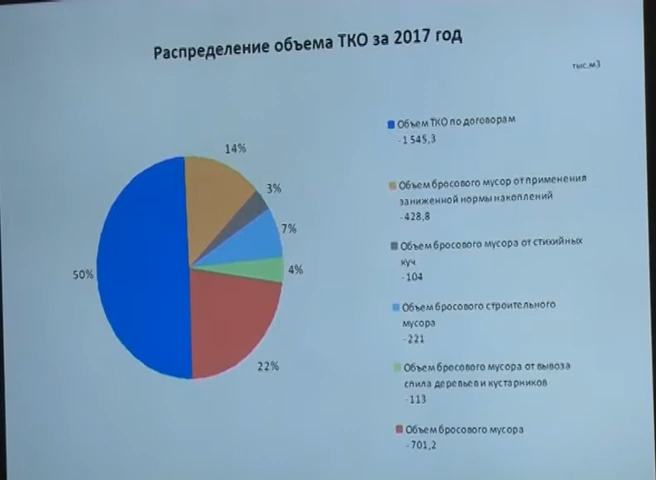 Распределение объема ТКО за 2017 год
тыс.м3
14%
3%
7%
4%
22%
50%
Объем ТКО по договорам
- 1 545,3
Объем бросового мусор от применения
заниженной нормы накоплений
- 428,8
Объем бросового мусора от стихийных
куч
- 104
Объем бросового строительного
мусора
- 221
Объем бросового мусора от вывоза
спила деревьев и кустарников
- 113
Объем бросового мусора
- 701,2